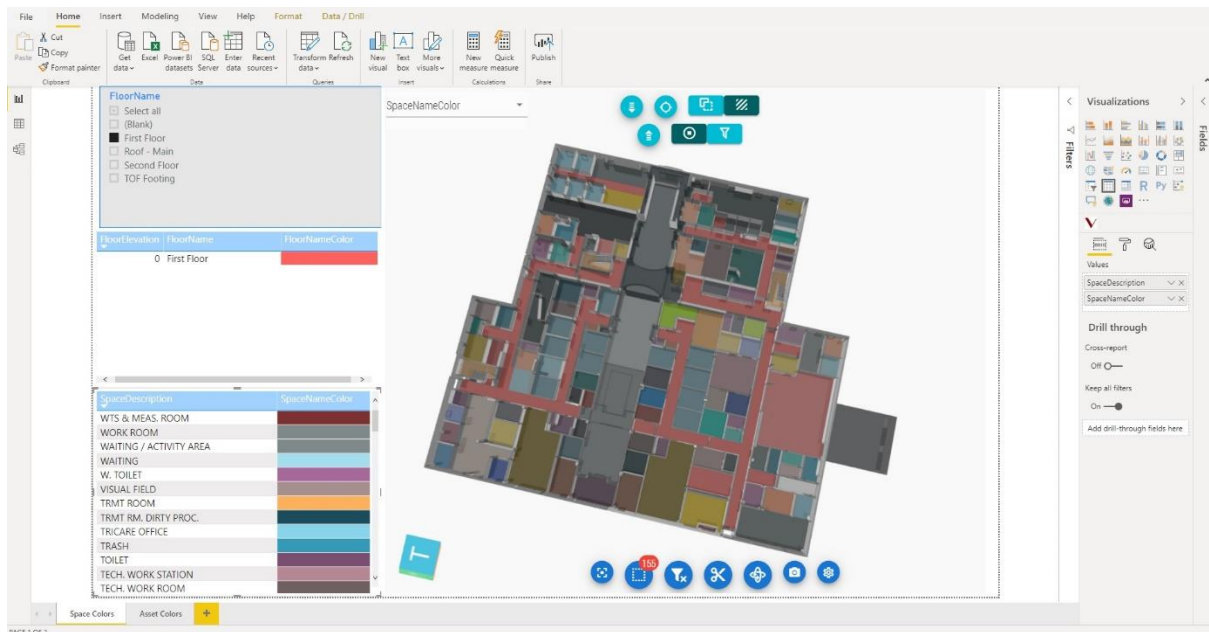 File Home Insert Modeling View Help Format Data / Drill
Cut
Copy
Paste Format painter
Get data Excel Power BI datasets SQL Server Enter data Recent sources Transform data Refresh New visual Text box More visuals New measure Quick measure Publish
Clipboard Data Queries Insert Calculations Share
FloorName
Select all
(Blank)
First Floor
Roof - Main
Second Floor
TOF Footing
FloorElevation FloorName FloorNameColor
0 First Floor
SpaceDescription SpaceNameColor
WTS & MEAS. ROOM
WORK ROOM
WAITING / ACTIVITY AREA
WAITING
W. TOILET
VISUAL FIELD
TRMT ROOM
TRMT RM. DIRTY PROC.
TRICARE OFFICE
TRASH
TOILET
TECH. WORK STATION
TECH. WORK ROOM
SpaceNameColor
T
155
Filters
Visualizations
R Py
Values
SpaceDescription
SpaceNameColor
Drill through
Cross-report
Off
Keep all filters
On
Add drill-through fields here
Fields
Space Colors Asset Colors +